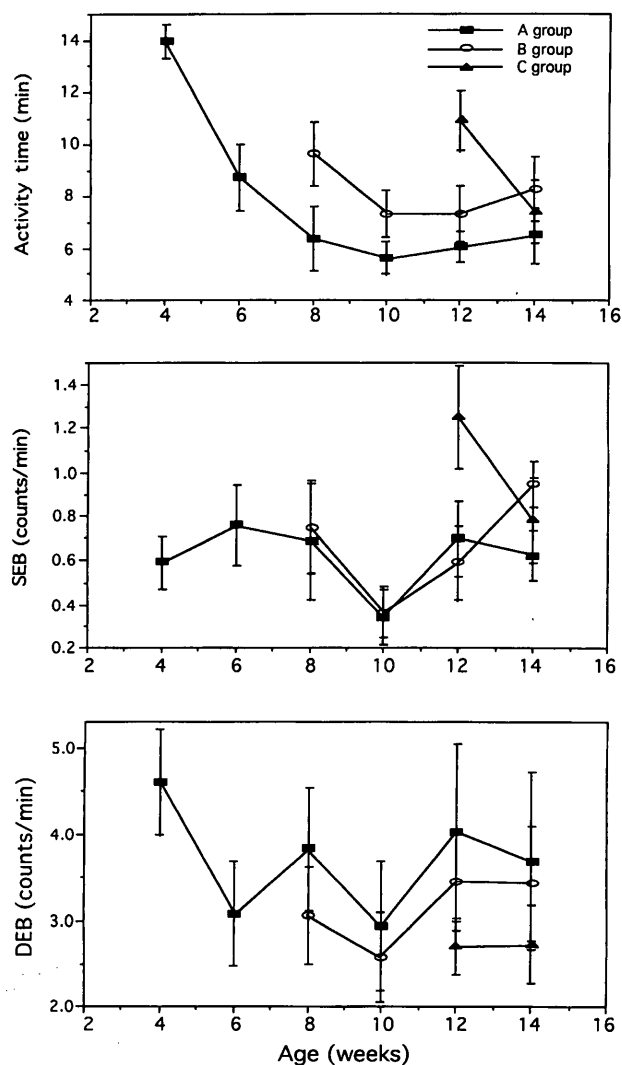 A group
B group
C group
Activity time (min)
14
12
10
8
6
4
2 4 6 8 10 12 14 16
SEB (counts/min)
1.4
1.2
1.0
0.8
0.6
0.4
0.2
2 4 6 8 10 12 14 16
DEB (counts/min)
5.0
4.0
3.0
2.0
2 4 6 8 10 12 14 16
Age (weeks)